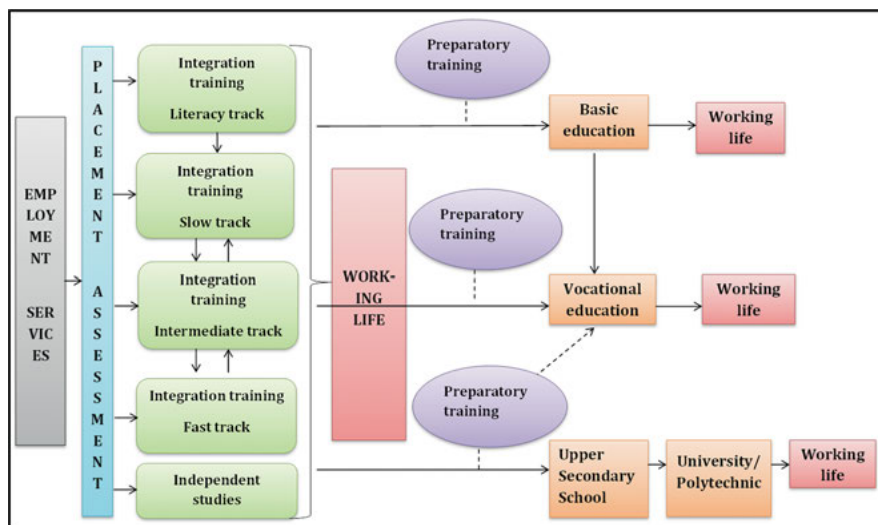 EMP
LOY
ME
NT
SER
VIC
ES
PLACEMENT ASSESSMENT
Integration
training
Literacy track
Integration
training
Slow track
Integration
training
Intermediate track
Integration training
Fast track
Independent
studies
WORK-
ING
LIFE
Preparatory
training
Basic
education
Working
life
Preparatory
training
Vocational
education
Working
life
Preparatory
training
Upper
Secondary
School
University/
Polytechnic
Working
life